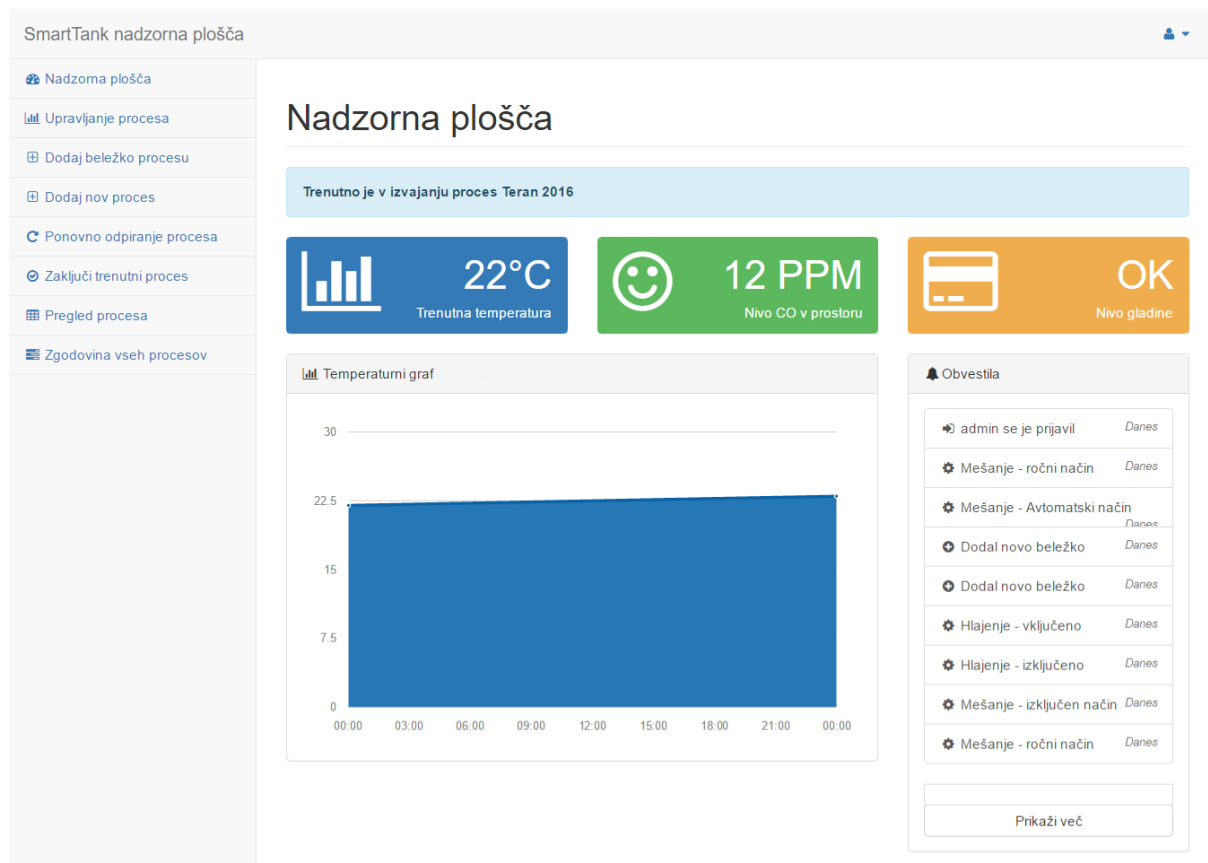 SmartTank nadzorna plošča
Nadzorna plošča
Upravljanje procesa
Dodaj beležko procesu
Dodaj nov proces
Ponovno odpiranje procesa
Zaključi trenutni proces
Pregled procesa
Zgodovina vseh procesov
Nadzorna plošča
Trenutno je v izvajanju proces Teran 2016
22°C
Trenutna temperatura
12 PPM
Nivo CO v prostoru
OK
Nivo gladine
Temperaturni graf
30
22.5
15
7.5
0
00:00 03:00 06:00 09:00 12:00 15:00 18:00 21:00 00:00
Obvestila
admin se je prijavil Danes
Mešanje - ročni način Danes
Mešanje - Avtomatski način
Danes
Dodal novo beležko Danes
Dodal novo beležko Danes
Hlajenje - vključeno Danes
Hlajenje - izključeno Danes
Mešanje - izključen način Danes
Mešanje - ročni način Danes
Prikaži več